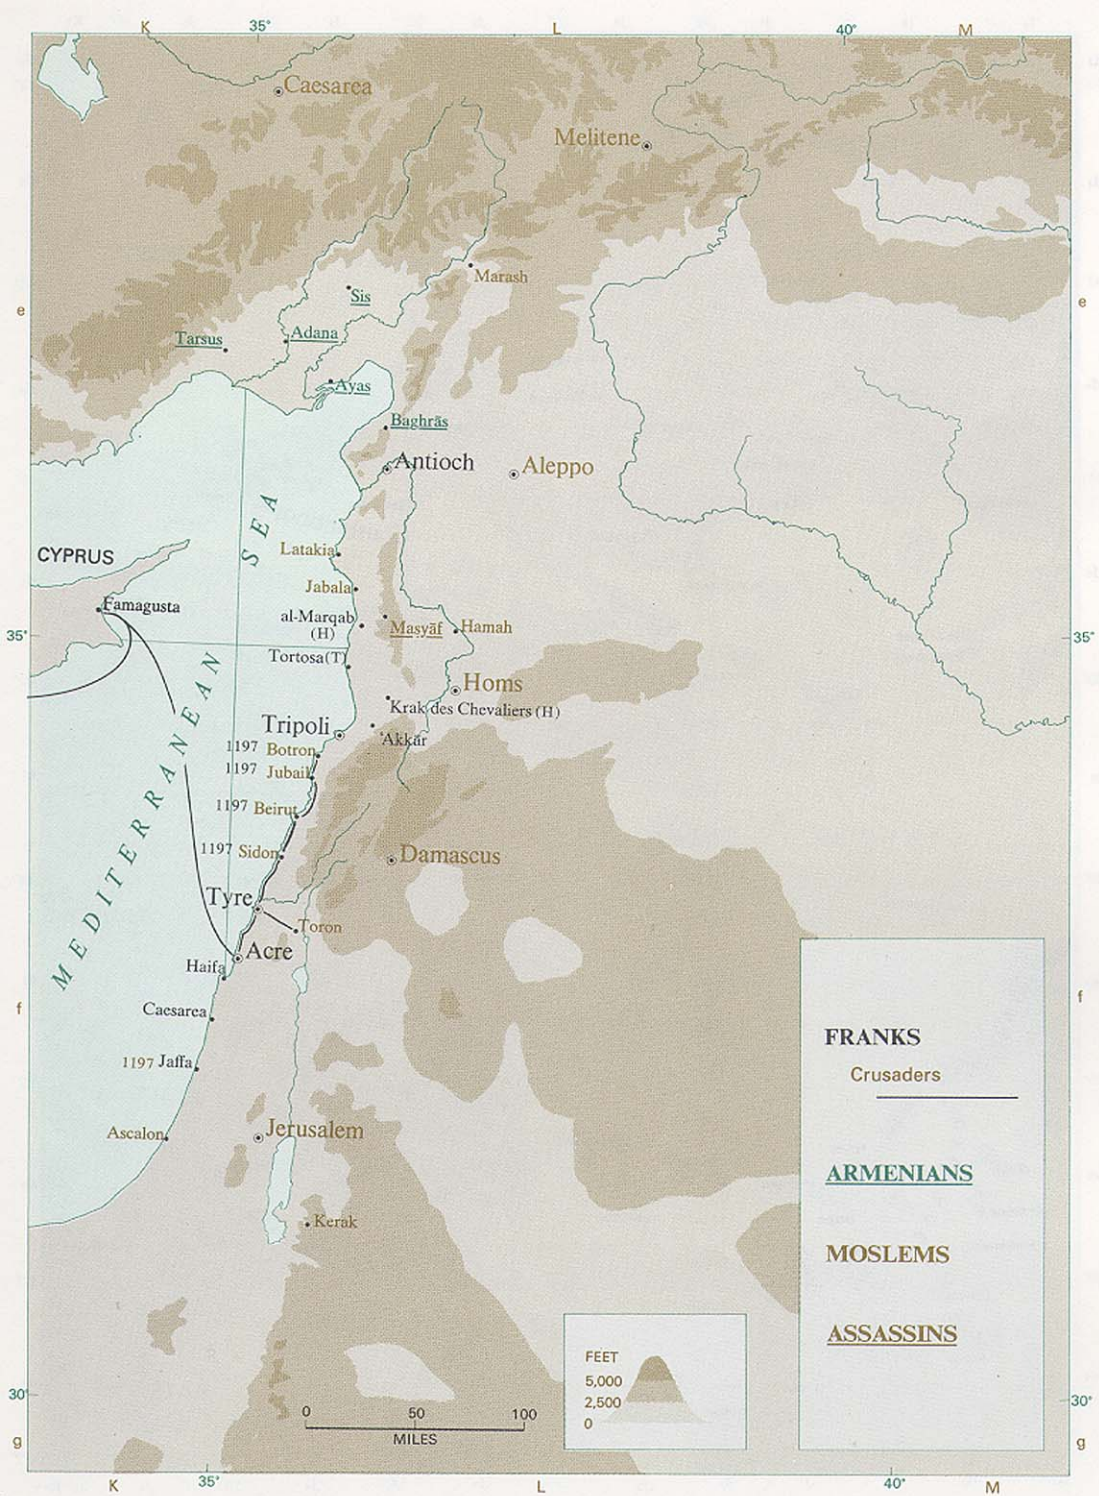 K 35° L 40° M
Caesarea
Melitene
Marash
Sis
e e
Tarsus
Adana
Ayas
Baghrās
Antioch
Aleppo
SEA
CYPRUS
Latakia
Jabala
Famagusta
al-Marqab
(H)
Masyāf
Hamah
35° 35°
Tortosa(T)
Homs
Krak des Chevaliers (H)
Tripoli
'Akkār
1197 Botron
1197 Jubail
MEDITERRANEAN
1197 Beirut
1197 Sidon
Damascus
Tyre
Toron
Acre
Haifa
f f
Caesarea
1197 Jaffa
Ascalon
Jerusalem
Kerak
FRANKS
Crusaders
ARMENIANS
MOSLEMS
ASSASSINS
FEET
5,000
2,500
0
30° 30°
0 50 100
MILES
g g
K 35° L 40° M